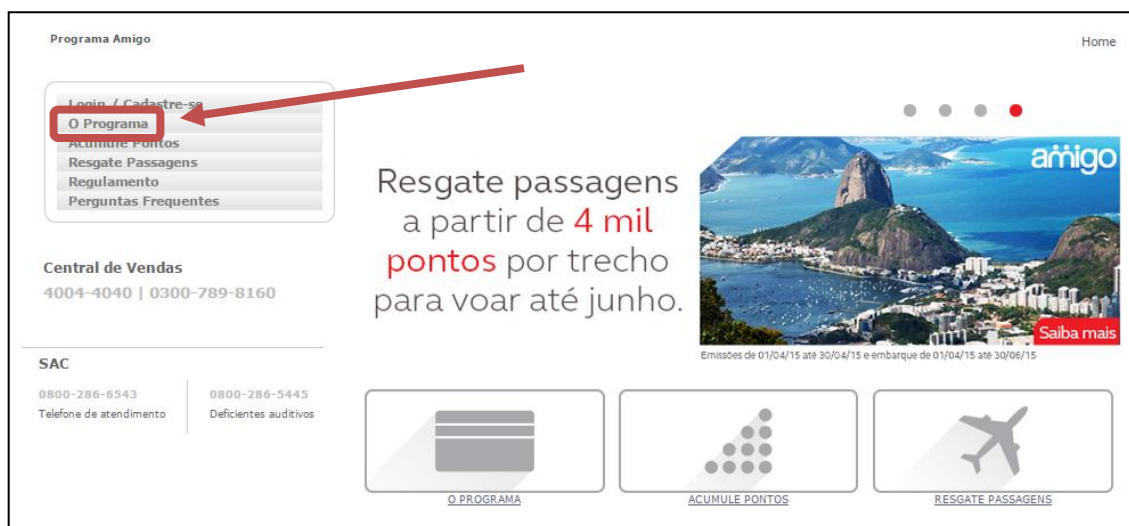 Programa Amigo
Home
Login / Cadastre-se
O Programa
Acumule Pontos
Resgate Passagens
Regulamento
Perguntas Frequentes
Central de Vendas
4004-4040 | 0300-789-8160
SAC
0800-286-6543
Telefone de atendimento
0800-286-5445
Deficientes auditivos
Resgate passagens
a partir de 4 mil
pontos por trecho
para voar até junho.
amigo
Saiba mais
Emissões de 01/04/15 até 30/04/15 e embarque de 01/04/15 até 30/06/15
O PROGRAMA
ACUMULE PONTOS
RESGATE PASSAGENS